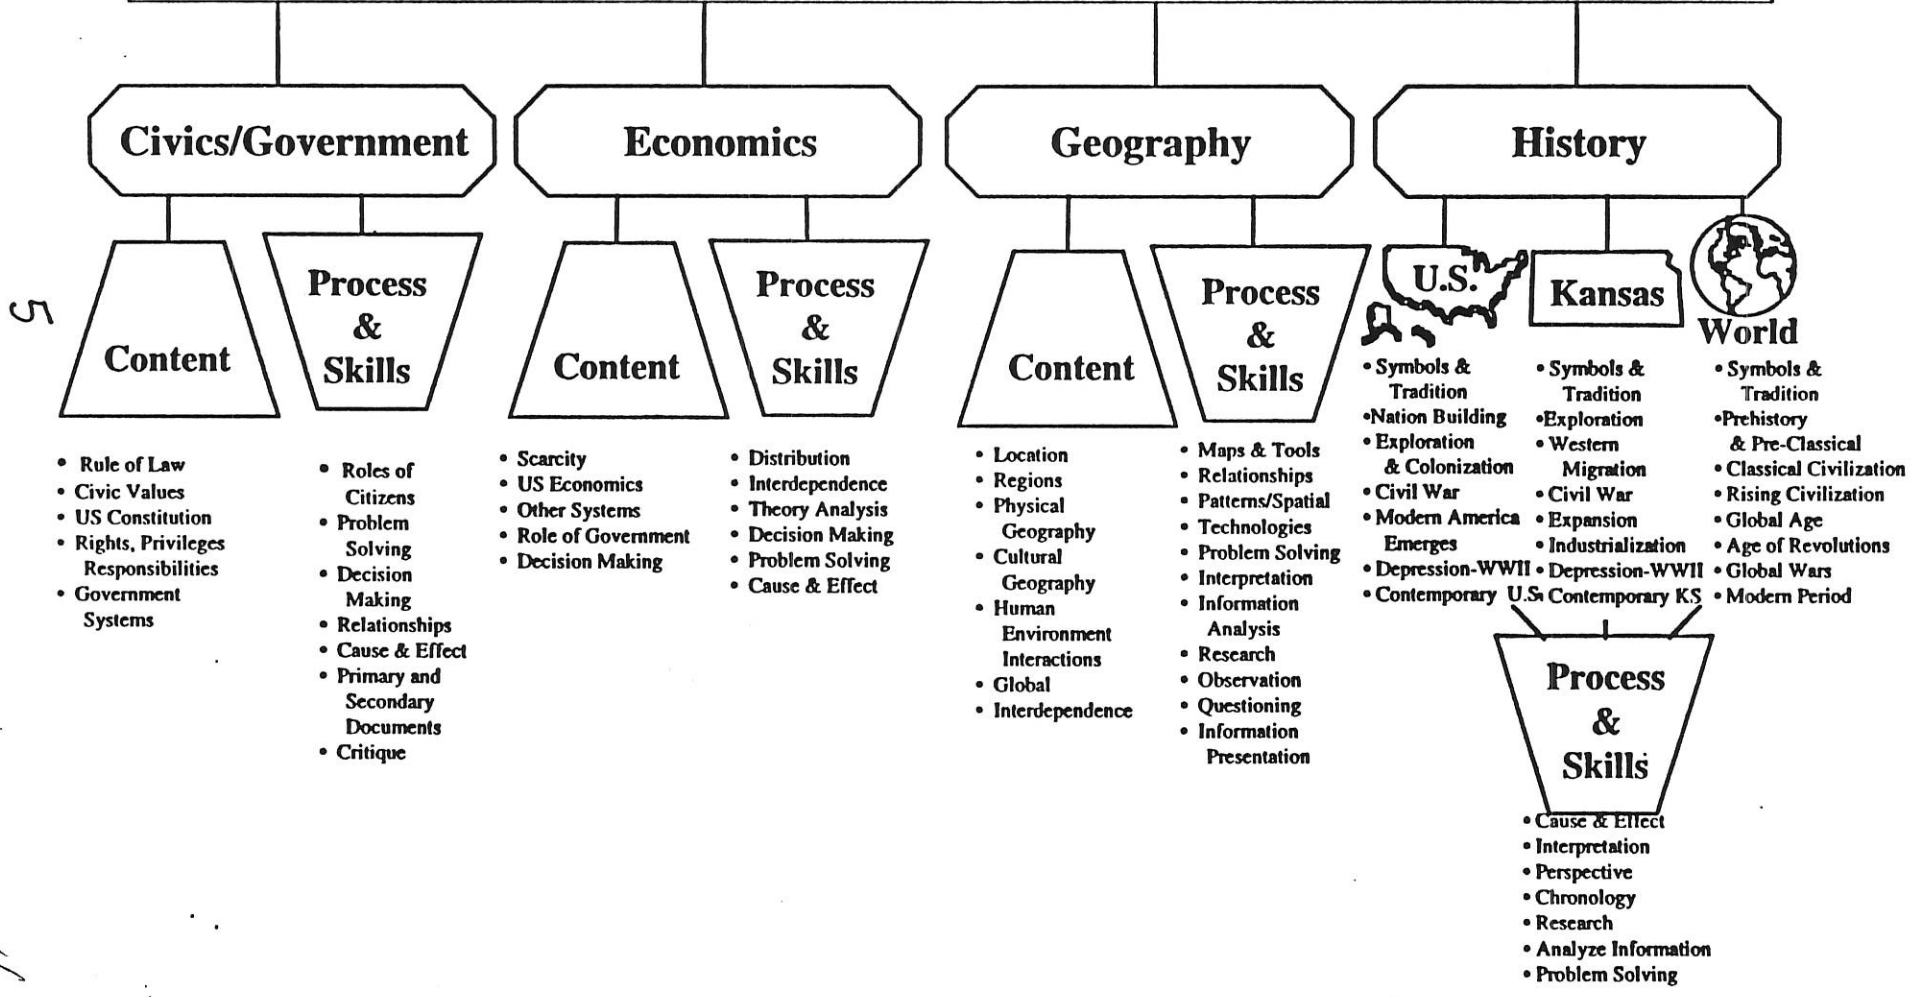 Civics/Government
Economics
Geography
History
5
Content
Process
&
Skills
• Rule of Law
• Civic Values
• US Constitution
• Rights, Privileges
Responsibilities
• Government
Systems
• Roles of
Citizens
• Problem
Solving
• Decision
Making
• Relationships
• Cause & Effect
• Primary and
Secondary
Documents
• Critique
Content
Process
&
Skills
• Scarcity
• US Economics
• Other Systems
• Role of Government
• Decision Making
• Distribution
• Interdependence
• Theory Analysis
• Decision Making
• Problem Solving
• Cause & Effect
Content
Process
&
Skills
• Location
• Regions
• Physical
Geography
• Cultural
Geography
• Human
Environment
Interactions
• Global
• Interdependence
• Maps & Tools
• Relationships
• Patterns/Spatial
• Technologies
• Problem Solving
• Interpretation
• Information
Analysis
• Research
• Observation
• Questioning
• Information
Presentation
U.S.
• Symbols &
Tradition
• Nation Building
• Exploration
& Colonization
• Civil War
• Modern America
Emerges
• Depression-WWII
• Contemporary U.S.
Kansas
• Symbols &
Tradition
• Exploration
• Western
Migration
• Civil War
• Expansion
• Industrialization
• Depression-WWII
• Contemporary KS
World
• Symbols &
Tradition
• Prehistory
& Pre-Classical
• Classical Civilization
• Rising Civilization
• Global Age
• Age of Revolutions
• Global Wars
• Modern Period
Process
&
Skills
• Cause & Effect
• Interpretation
• Perspective
• Chronology
• Research
• Analyze Information
• Problem Solving